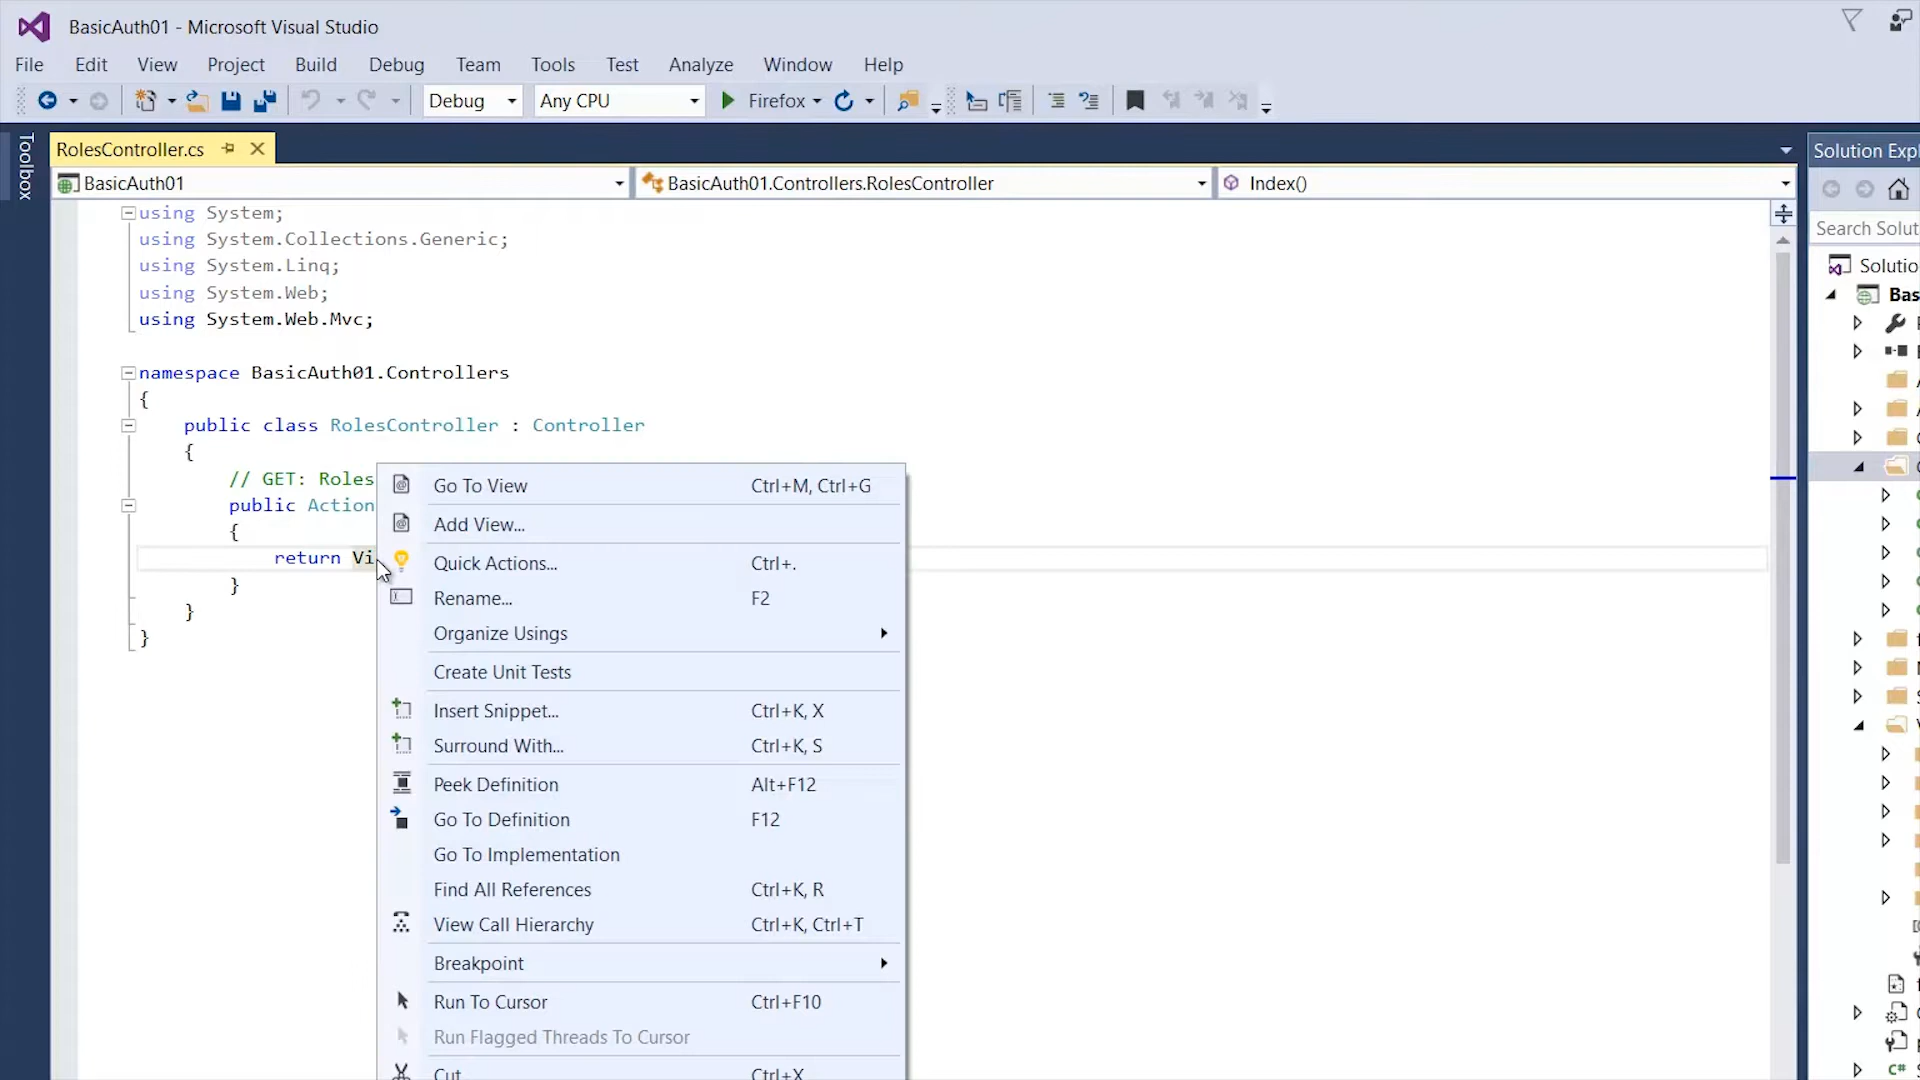 BasicAuth01 - Microsoft Visual Studio
File Edit View Project Build Debug Team Tools Test Analyze Window Help
Debug Any CPU Firefox
Toolbox
RolesController.cs
BasicAuth01 BasicAuth01.Controllers.RolesController Index()
using System;
using System.Collections.Generic;
using System.Linq;
using System.Web;
using System.Web.Mvc;
namespace BasicAuth01.Controllers
{
public class RolesController : Controller
{
// GET: Roles
public Action
{
return Vi
}
}
}
Go To View Ctrl+M, Ctrl+G
Add View...
Quick Actions... Ctrl+.
Rename... F2
Organize Usings
Create Unit Tests
Insert Snippet... Ctrl+K, X
Surround With... Ctrl+K, S
Peek Definition Alt+F12
Go To Definition F12
Go To Implementation
Find All References Ctrl+K, R
View Call Hierarchy Ctrl+K, Ctrl+T
Breakpoint
Run To Cursor Ctrl+F10
Run Flagged Threads To Cursor
Cut Ctrl+X
Solution Expl
Search Solut
Solutio
Bas